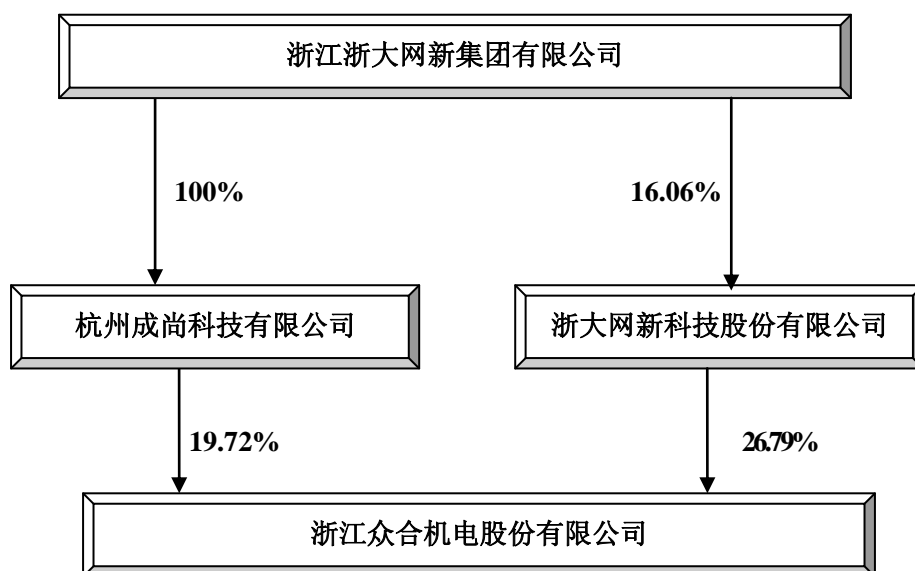 浙江浙大网新集团有限公司
100%
16.06%
杭州成尚科技有限公司
浙大网新科技股份有限公司
19.72%
26.79%
浙江众合机电股份有限公司